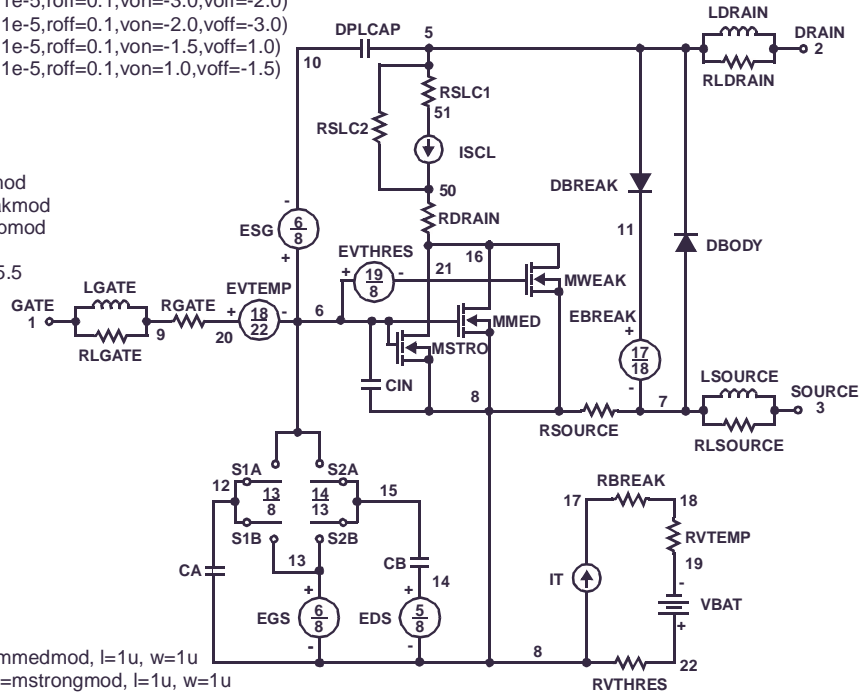 1e-5,roff=0.1,von=-3.0,voff=-2.0)
1e-5,roff=0.1,von=-2.0,voff=-3.0)
1e-5,roff=0.1,von=-1.5,voff=1.0)
1e-5,roff=0.1,von=1.0,voff=-1.5)
LDRAIN
DPLCAP
5
DRAIN
2
10
RLDRAIN
RSLC1
51
RSLC2
ISCL
50
DBREAK
RDRAIN
11
ESG
6
8
-
+
EVTHRES
16
21
+
19
8
-
MWEAK
DBODY
LGATE
EVTEMP
GATE
1
RGATE
+
18
22
-
6
EBREAK
+
MMED
9
20
MSTRO
17
18
-
RLGATE
CIN
8
LSOURCE
7
SOURCE
3
RSOURCE
RLSOURCE
S1A
S2A
12
13
8
14
13
15
S1B
S2B
RBREAK
17
18
RVTEMP
13
CB
19
CA
14
IT
-
VBAT
+
+
EGS
6
8
-
+
EDS
5
8
-
8
22
RVTHRES
mod
akmod
omod
5.5
mmedmod, l=1u, w=1u
=mstrongmod, l=1u, w=1u